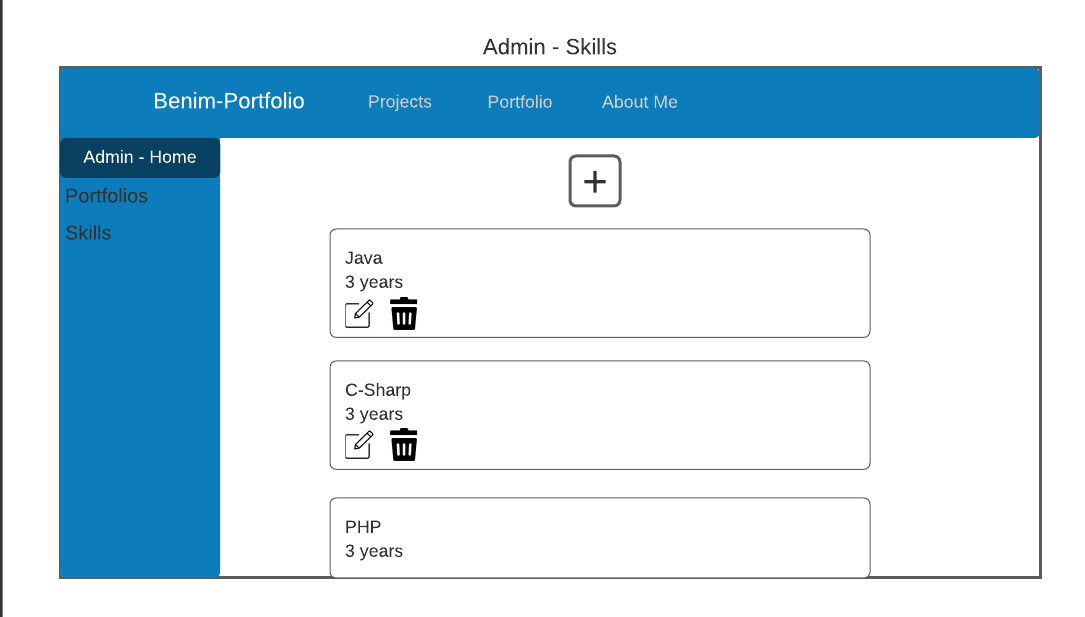 Admin - Skills
Benim-Portfolio
Projects
Portfolio
About Me
Admin - Home
Portfolios
Skills
Java
3 years
C-Sharp
3 years
PHP
3 years